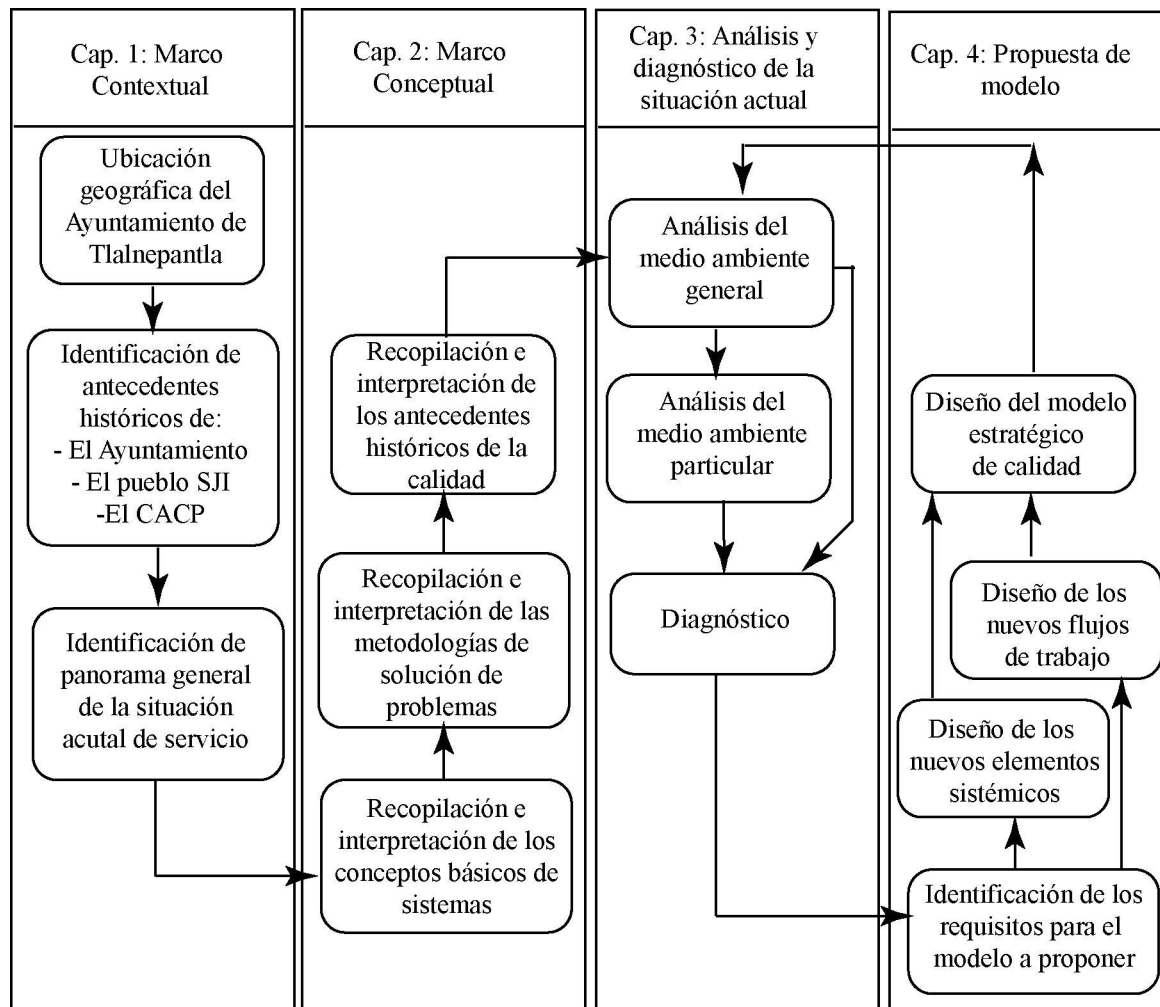 Cap. 1: Marco
Contextual
Ubicación
geográfica del
Ayuntamiento de
Tlalnepantla
Identificación de
antecedentes
históricos de:
- El Ayuntamiento
- El pueblo SJI
-El CACP
Identificación de
panorama general
de la situación
acutal de servicio
Cap. 2: Marco
Conceptual
Recopilación e
interpretación de
los antecedentes
históricos de la
calidad
Recopilación e
interpretación de las
metodologías de
solución de
problemas
Recopilación e
interpretación de los
conceptos básicos de
sistemas
Cap. 3: Análisis y
diagnóstico de la
situación actual
Análisis del
medio ambiente
general
Análisis del
medio ambiente
particular
Diagnóstico
Cap. 4: Propuesta de
modelo
Diseño del modelo
estratégico
de calidad
Diseño de los
nuevos flujos
de trabajo
Diseño de los
nuevos elementos
sistémicos
Identificación de los
requisitos para el
modelo a proponer